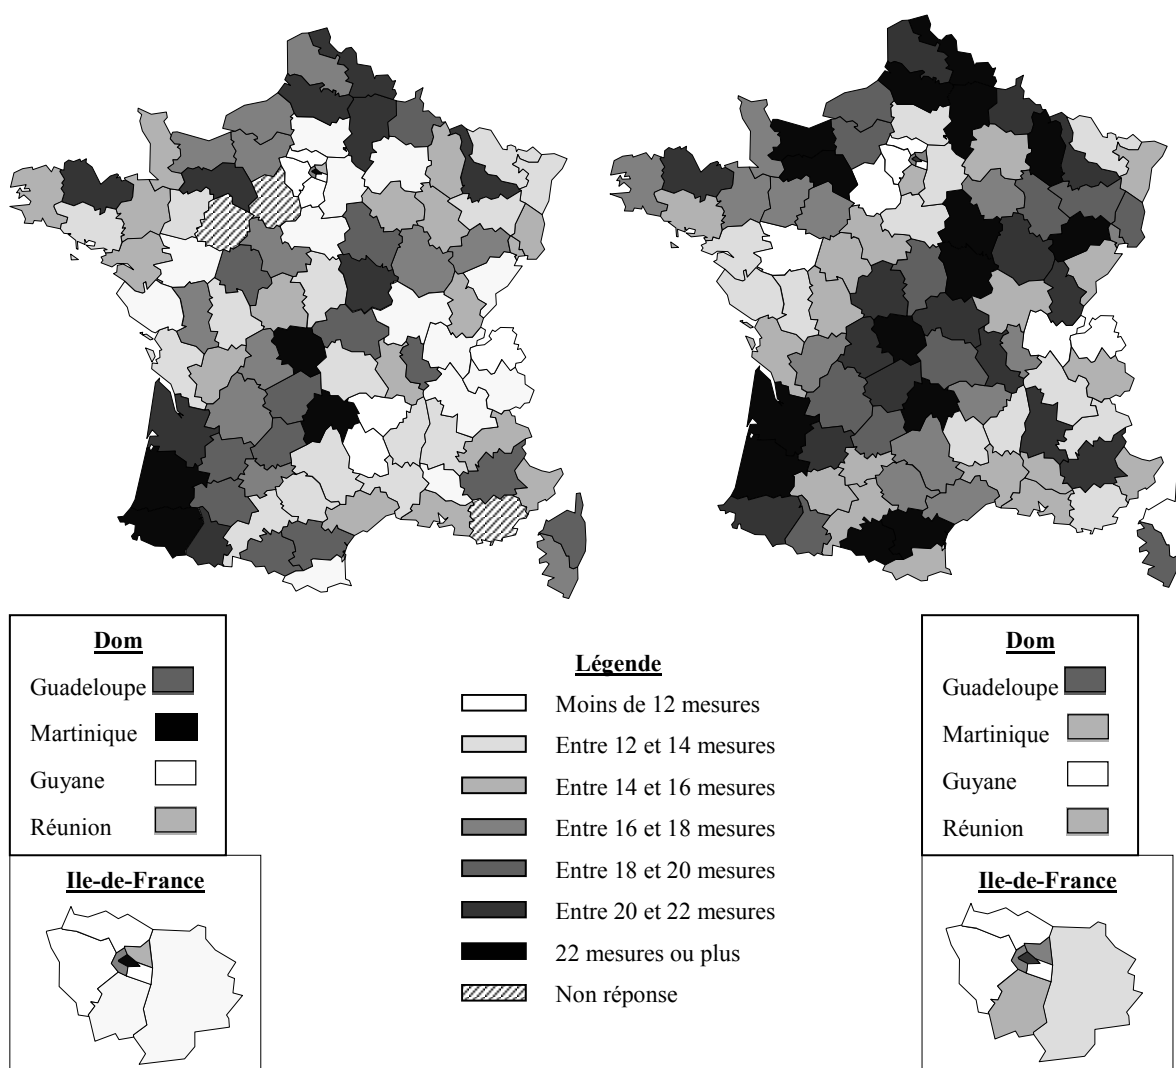 Dom
Guadeloupe
Martinique
Guyane
Réunion
Ile-de-France
Légende
Moins de 12 mesures
Entre 12 et 14 mesures
Entre 14 et 16 mesures
Entre 16 et 18 mesures
Entre 18 et 20 mesures
Entre 20 et 22 mesures
22 mesures ou plus
Non réponse
Dom
Guadeloupe
Martinique
Guyane
Réunion
Ile-de-France